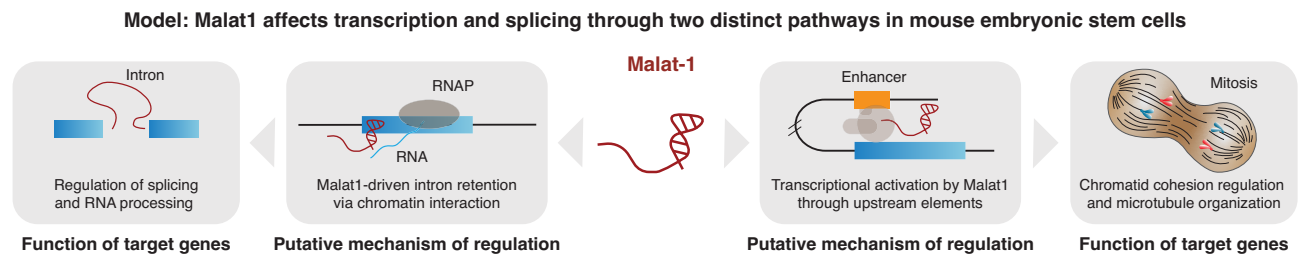 Model: Malat1 affects transcription and splicing through two distinct pathways in mouse embryonic stem cells
Intron
Regulation of splicing
and RNA processing
Function of target genes
RNAP
RNA
Malat1-driven intron retention
via chromatin interaction
Putative mechanism of regulation
Malat-1
Enhancer
Transcriptional activation by Malat1
through upstream elements
Putative mechanism of regulation
Mitosis
Chromatid cohesion regulation
and microtubule organization
Function of target genes